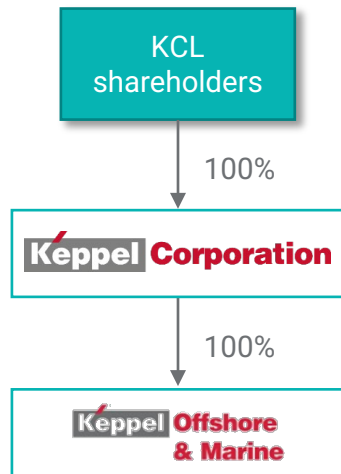 KCL
shareholders
100%
Keppel Corporation
100%
Keppel Offshore
& Marine